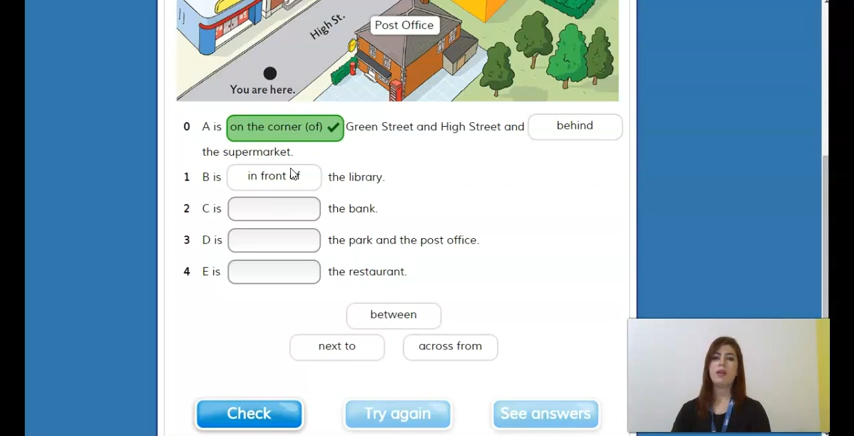 High St.
Post Office
You are here.
0 A is on the corner (of) Green Street and High Street and behind
the supermarket.
1 B is in front of the library.
2 C is the bank.
3 D is the park and the post office.
4 E is the restaurant.
between
next to across from
Check Try again See answers